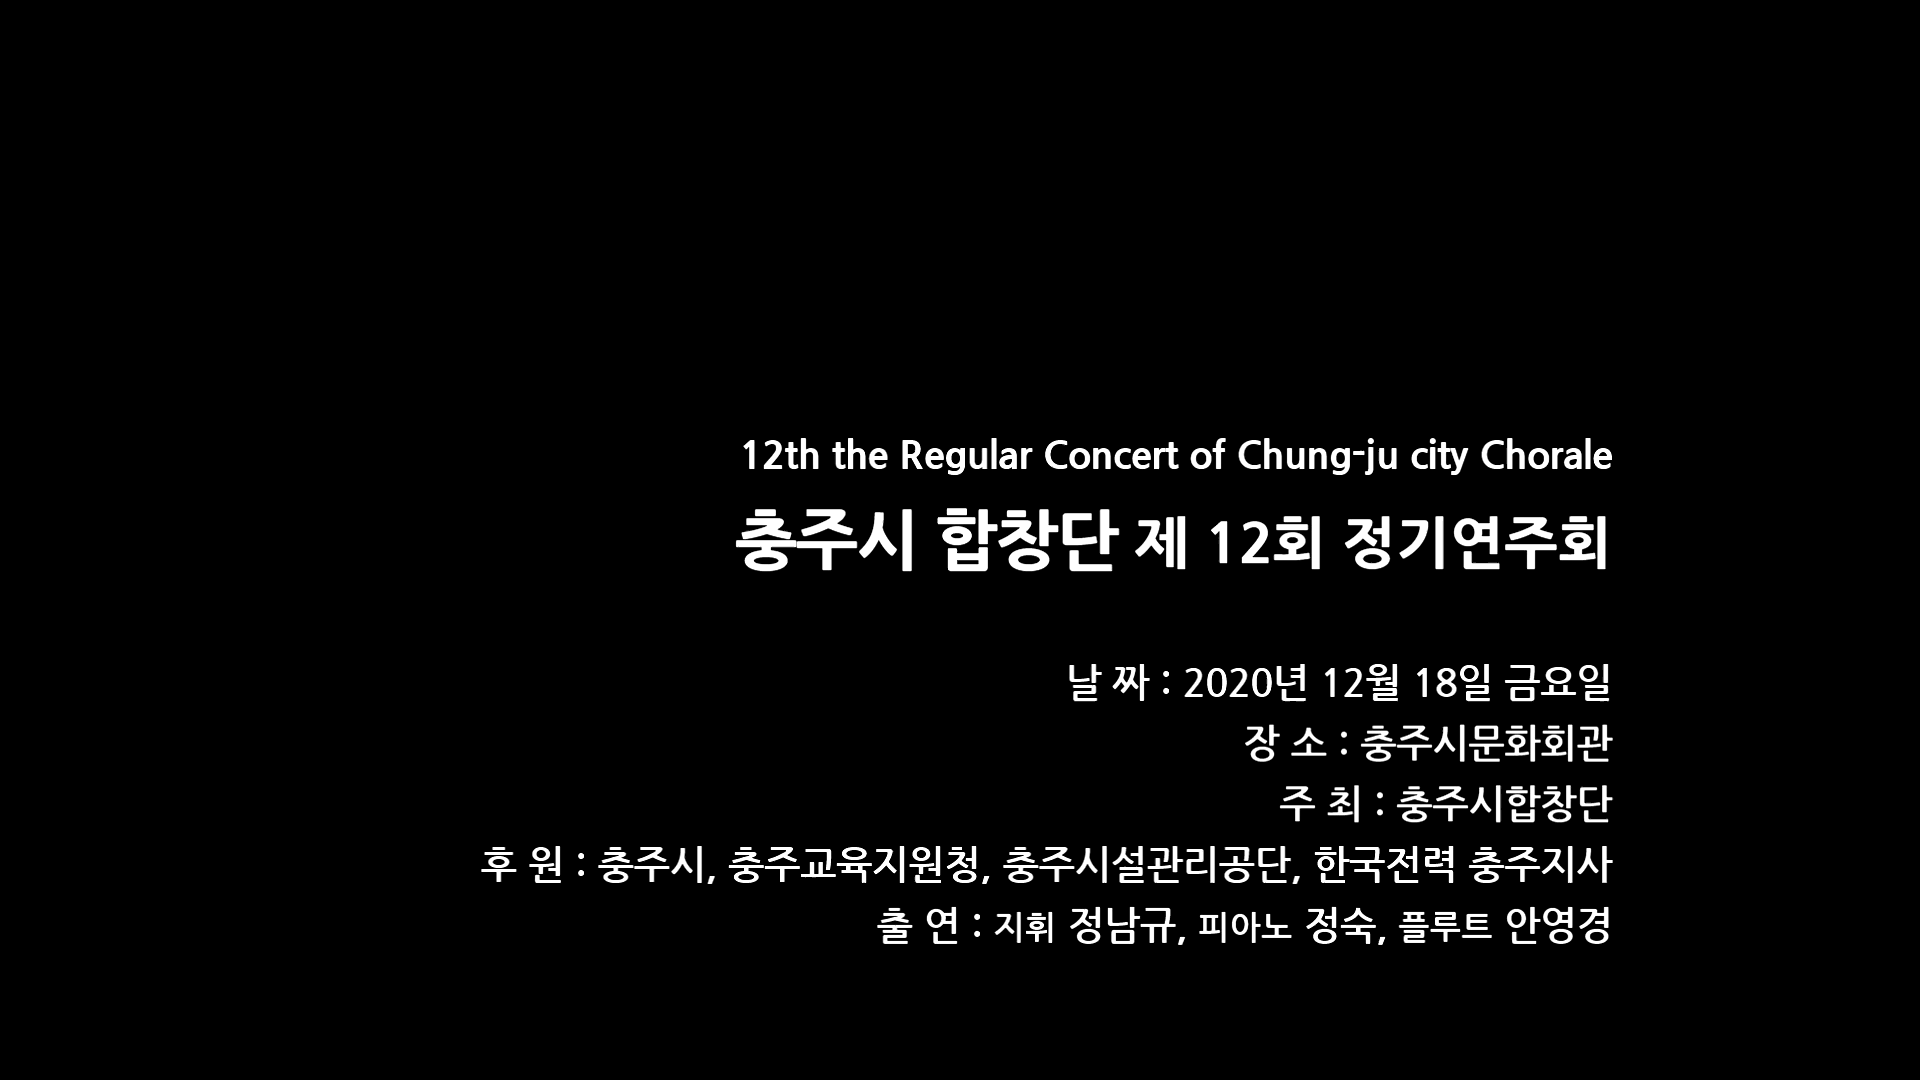 12th the Regular Concert of Chung-ju city Chorale
충주시 합창단 제 12회 정기연주회
날 짜 : 2020년 12월 18일 금요일
장 소 : 충주시문화회관
주 최 : 충주시합창단
후 원 : 충주시, 충주교육지원청, 충주시설관리공단, 한국전력 충주지사
출 연 : 지휘 정남규, 피아노 정숙, 플루트 안영경